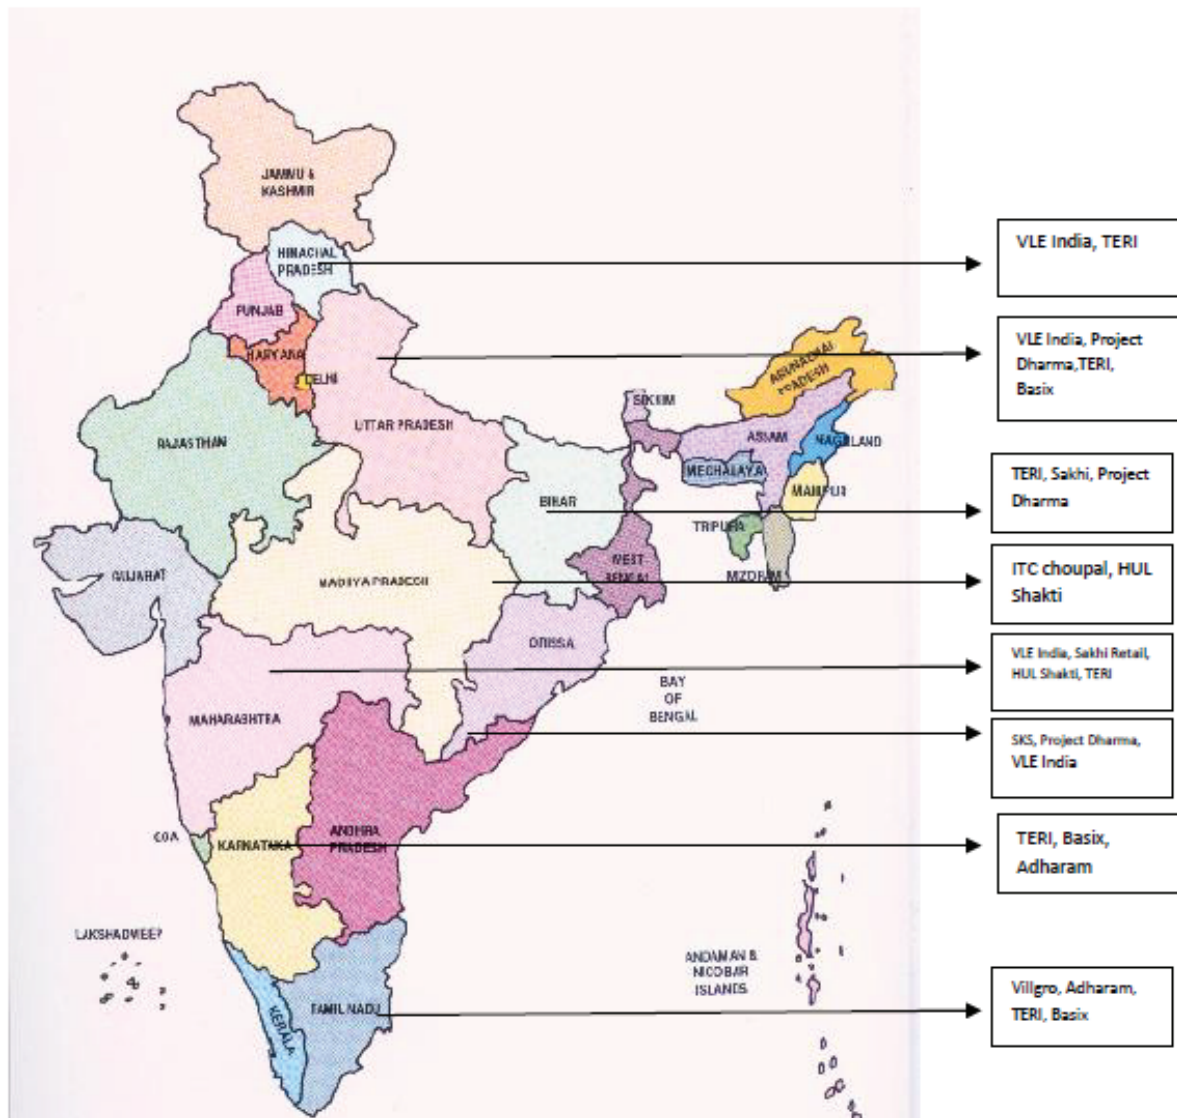 JAMMU &
KASHMIR
HIMACHAL
PRADESH
PUNJAB
HARYANA
DELHI
RAJASTHAN
UTTAR PRADESH
SIKKIM
ARUNACHAL
PRADESH
ASSAM
NAGALAND
MEGHALAYA
MANIPUR
BIHAR
TRIPURA
MIZORAM
WEST
BENGAL
GUJARAT
MADHYA PRADESH
ORISSA
BAY
OF
BENGAL
MAHARASHTRA
GOA
KARNATAKA
ANDHRA
PRADESH
LAKSHADWEEP
ANDAMAN &
NICOBAR
ISLANDS
TAMIL NADU
KERALA
VLE India, TERI
VLE India, Project
Dharma,TERI,
Basix
TERI, Sakhi, Project
Dharma
ITC choupal, HUL
Shakti
VLE India, Sakhi Retail,
HUL Shakti, TERI
SKS, Project Dharma,
VLE India
TERI, Basix,
Adharam
Villgro, Adharam,
TERI, Basix